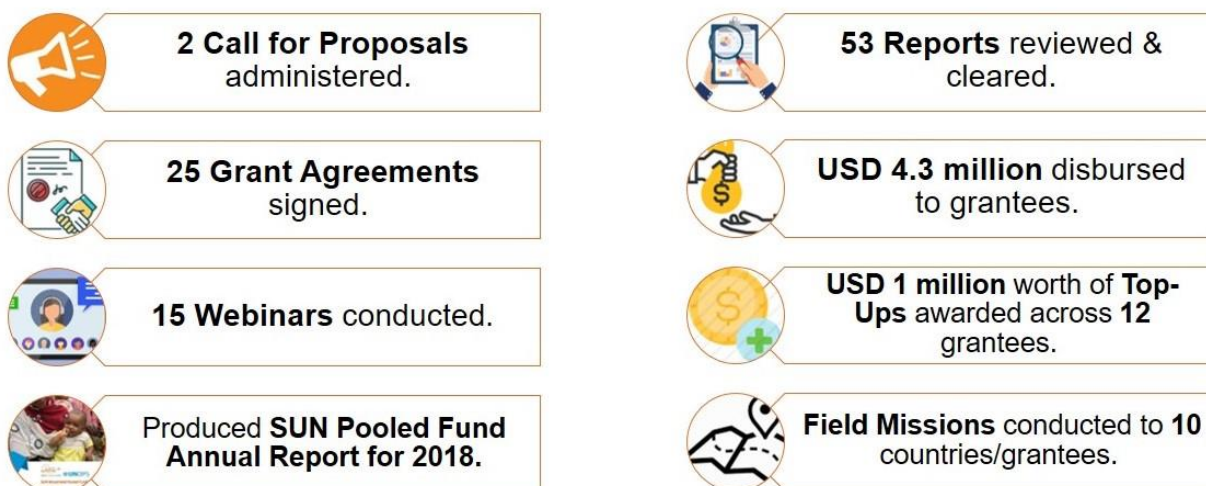 2 Call for Proposals
administered.
25 Grant Agreements
signed.
15 Webinars conducted.
Produced SUN Pooled Fund
Annual Report for 2018.
53 Reports reviewed &
cleared.
USD 4.3 million disbursed
to grantees.
USD 1 million worth of Top-
Ups awarded across 12
grantees.
Field Missions conducted to 10
countries/grantees.